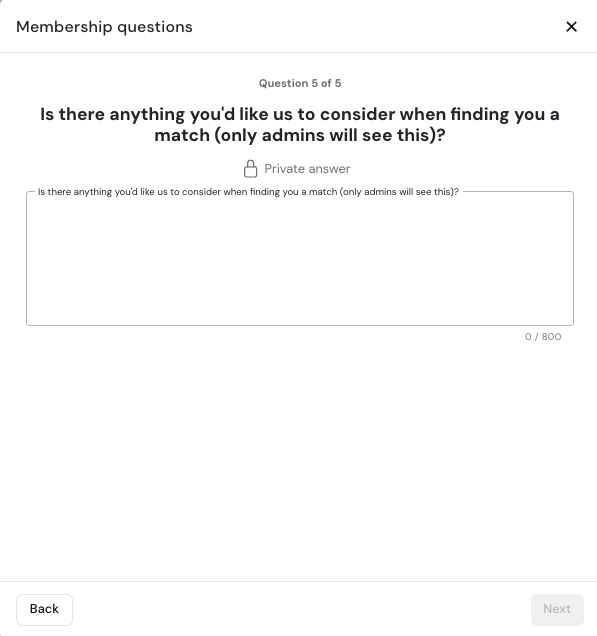 Membership questions
Question 5 of 5
Is there anything you'd like us to consider when finding you a
match (only admins will see this)?
Private answer
Is there anything you'd like us to consider when finding you a match (only admins will see this)?
0 / 800
Back
Next